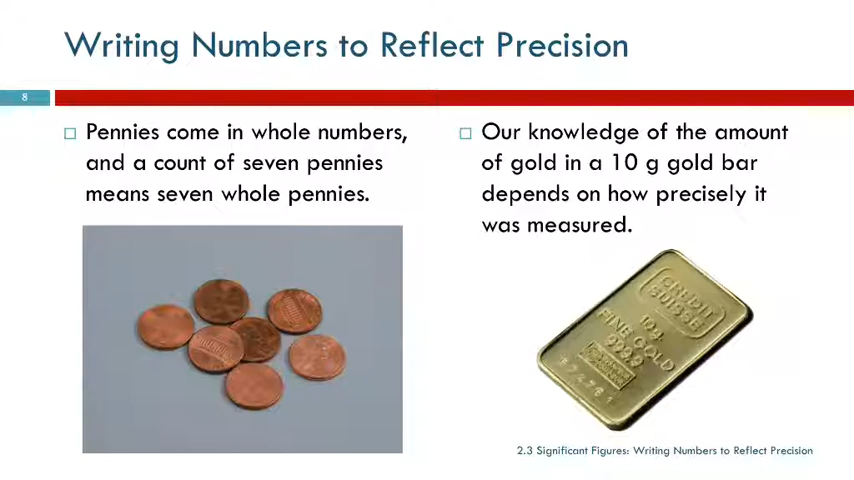 Writing Numbers to Reflect Precision
8
Pennies come in whole numbers,
and a count of seven pennies
means seven whole pennies.
Our knowledge of the amount
of gold in a 10 g gold bar
depends on how precisely it
was measured.
CREDIT
SUISSE
10g
FINE GOLD
999.9
2.3 Significant Figures: Writing Numbers to Reflect Precision